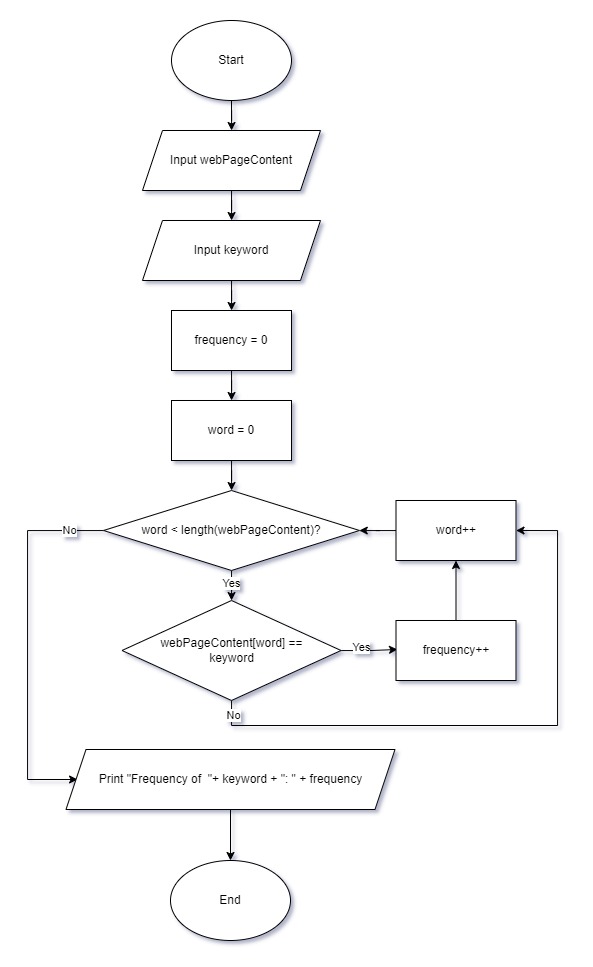 Start
Input webPageContent
Input keyword
frequency = 0
word = 0
No
word < length(webPageContent)?
word++
Yes
webPageContent[word] ==
keyword
Yes
frequency++
No
Print "Frequency of  "+ keyword + ": " + frequency
End